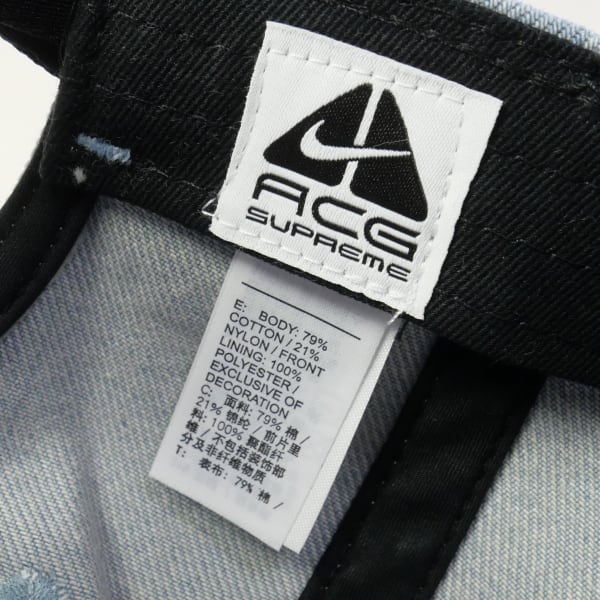 ACG
SUPREME
E: BODY: 79%
COTTON / 21%
NYLON / FRONT
LINING: 100%
POLYESTER /
EXCLUSIVE OF
DECORATION
C: 面料: 79% 棉 /
21% 锦纶 / 前片里
料: 100% 聚酯纤
维 / 不包括装饰部
分及非纤维物质
T: 表布: 79% 棉 /